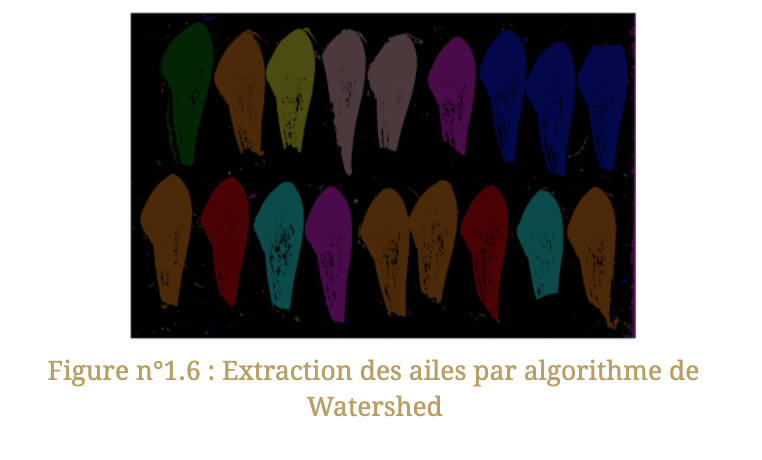 Figure n°1.6 : Extraction des ailes par algorithme de
Watershed